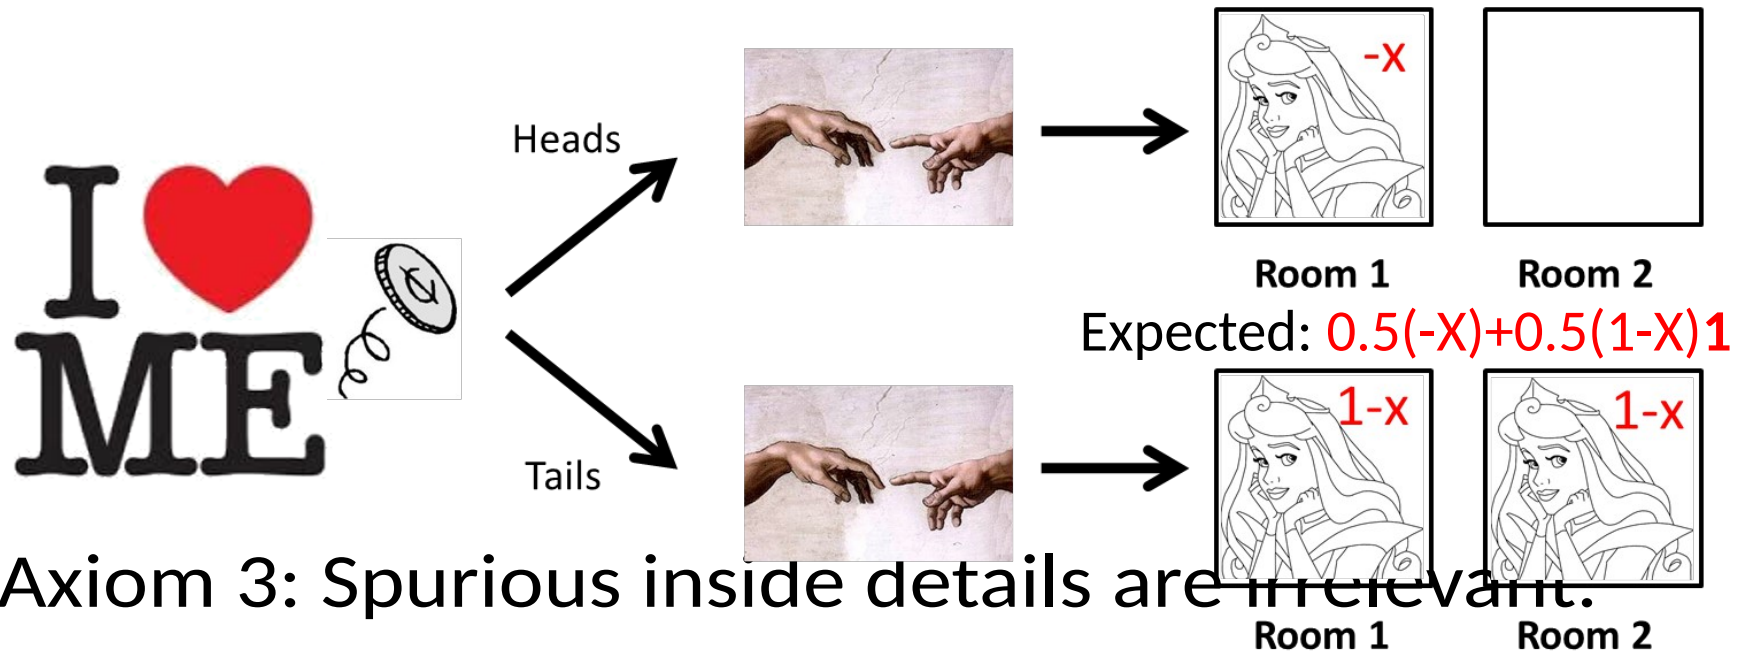 I ♥
ME
Heads
-x
Room 1
Room 2
Expected: 0.5(-X)+0.5(1-X)1
Tails
1-x
1-x
Axiom 3: Spurious inside details are irrelevant.
Room 1
Room 2